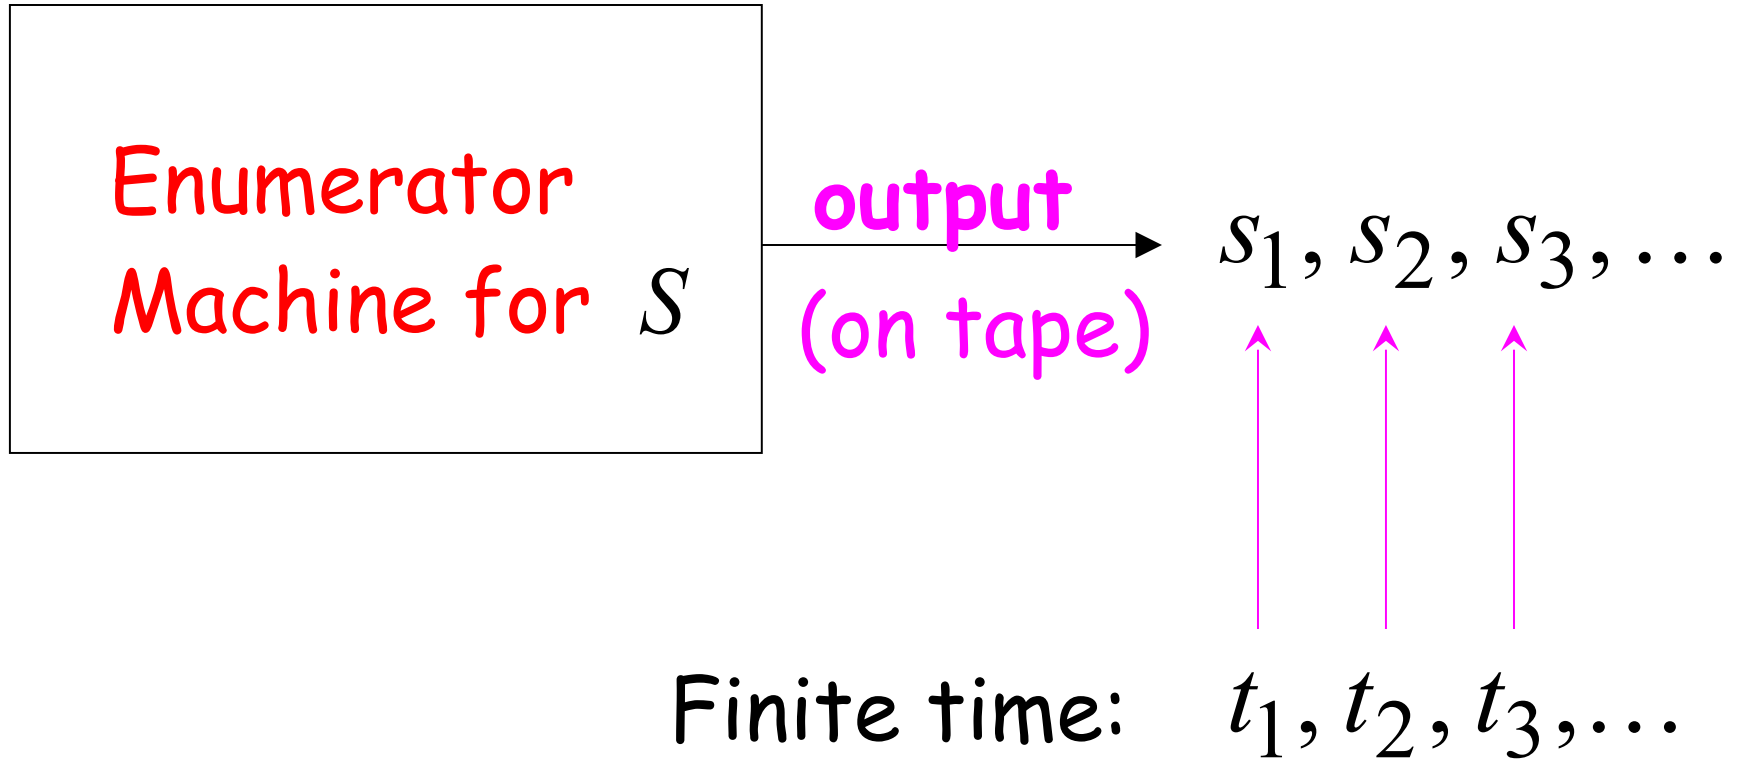 Enumerator
Machine for S
output
(on tape)
s₁, s₂, s₃, …
Finite time: t₁, t₂, t₃, …